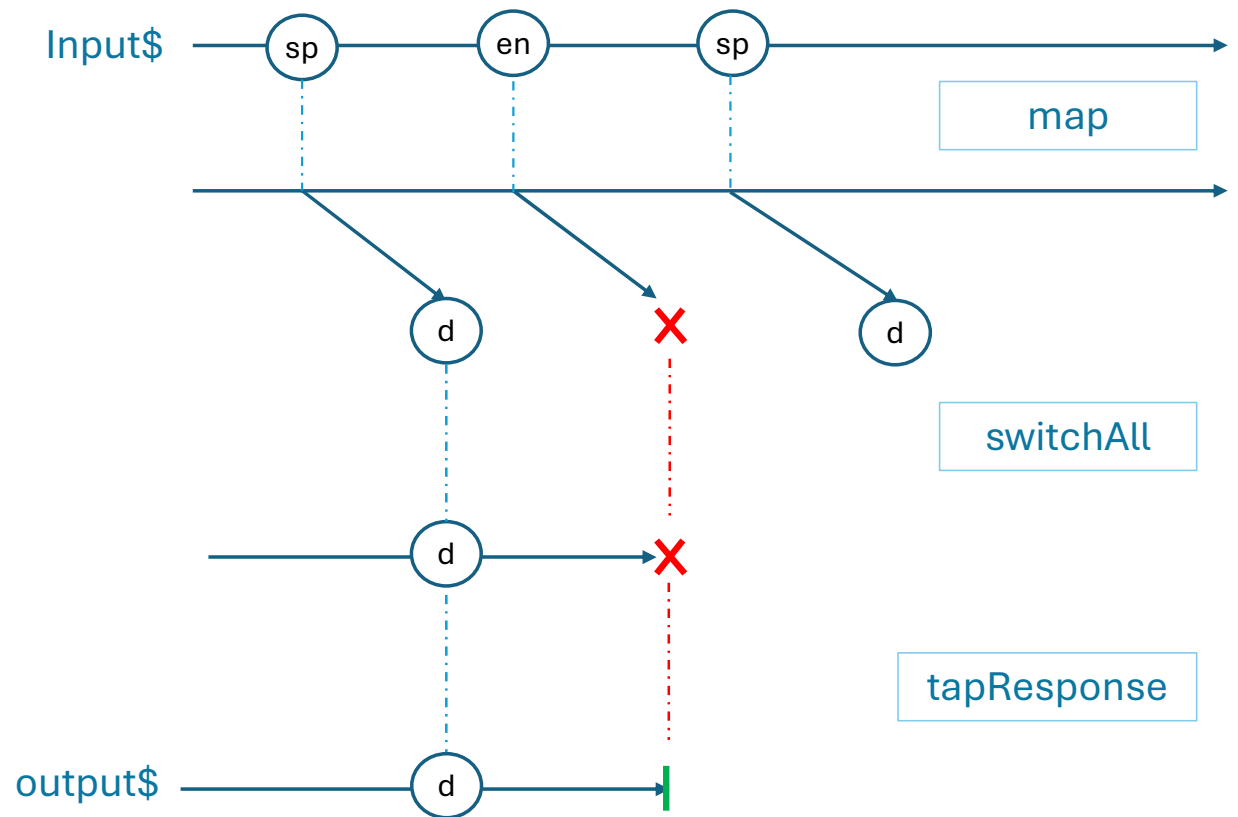 Input$
sp
en
sp
map
d
d
switchAll
d
tapResponse
output$
d